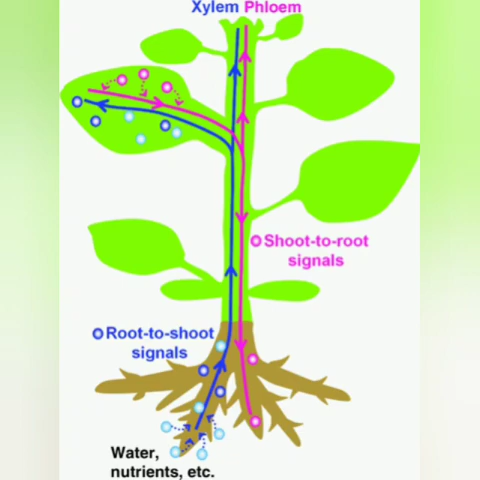 Xylem Phloem
Shoot-to-root
signals
Root-to-shoot
signals
Water,
nutrients, etc.